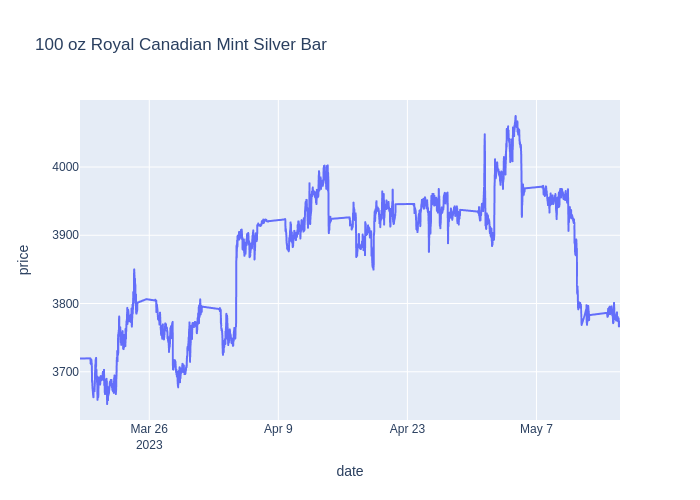 100 oz Royal Canadian Mint Silver Bar
price
4000
3900
3800
3700
Mar 26
2023
Apr 9
Apr 23
May 7
date